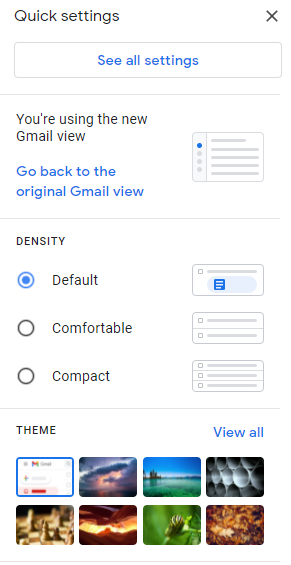 Quick settings
See all settings
You're using the new
Gmail view
Go back to the
original Gmail view
DENSITY
Default
Comfortable
Compact
THEME
View all
Gmail